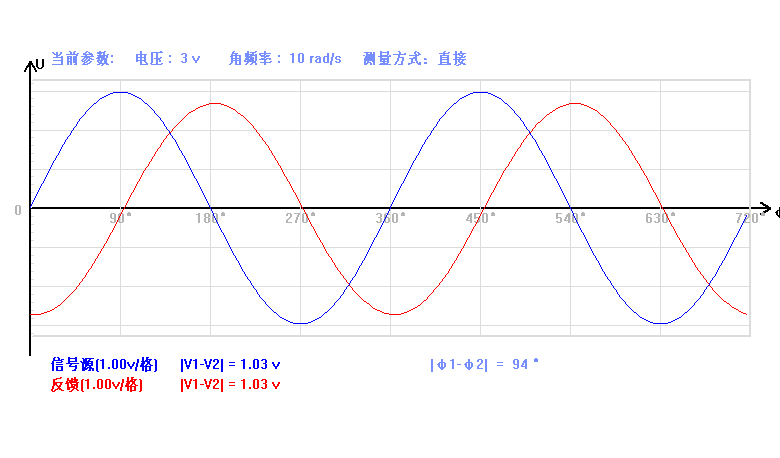 当前参数: 电压: 3 v 角频率: 10 rad/s 测量方式: 直接
U
0 90° 180° 270° 360° 450° 540° 630° 720° ϕ
信号源(1.00v/格) |V1-V2| = 1.03 v |ϕ1-ϕ2| = 94 °
反馈(1.00v/格) |V1-V2| = 1.03 v